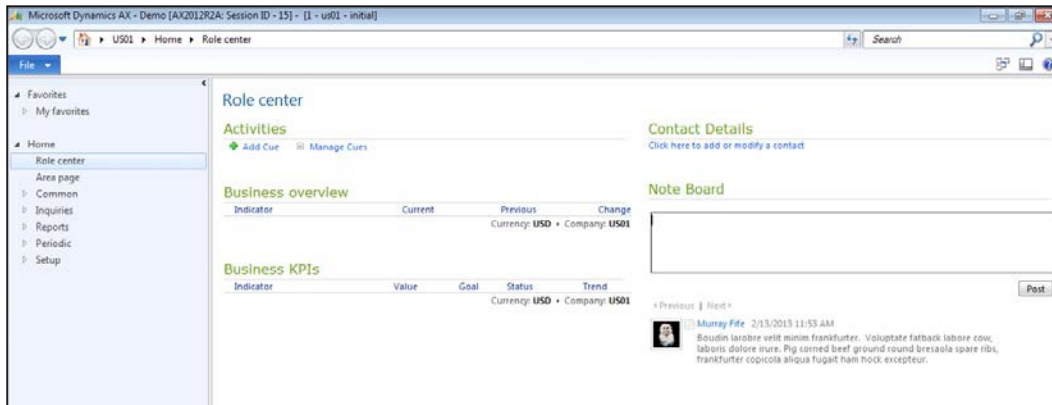 Microsoft Dynamics AX - Demo [AX2012R2A: Session ID - 15] - [1 - us01 - initial]
US01 Home Role center
Search
File
Favorites
My favorites
Home
Role center
Area page
Common
Inquiries
Reports
Periodic
Setup
Role center
Activities
Add Cue Manage Cues
Business overview
Indicator Current Previous Change
Currency: USD • Company: US01
Business KPIs
Indicator Value Goal Status Trend
Currency: USD • Company: US01
Contact Details
Click here to add or modify a contact
Note Board
Post
Previous | Next
Murray Fife 2/13/2013 11:53 AM
Boudin larobre velit minim frankfurter. Voluptate fatback labore cow,
laboris dolore irure. Pig corned beef ground round bresaola spare ribs,
frankfurter copicola aliqua fugait ham hock excepteur.